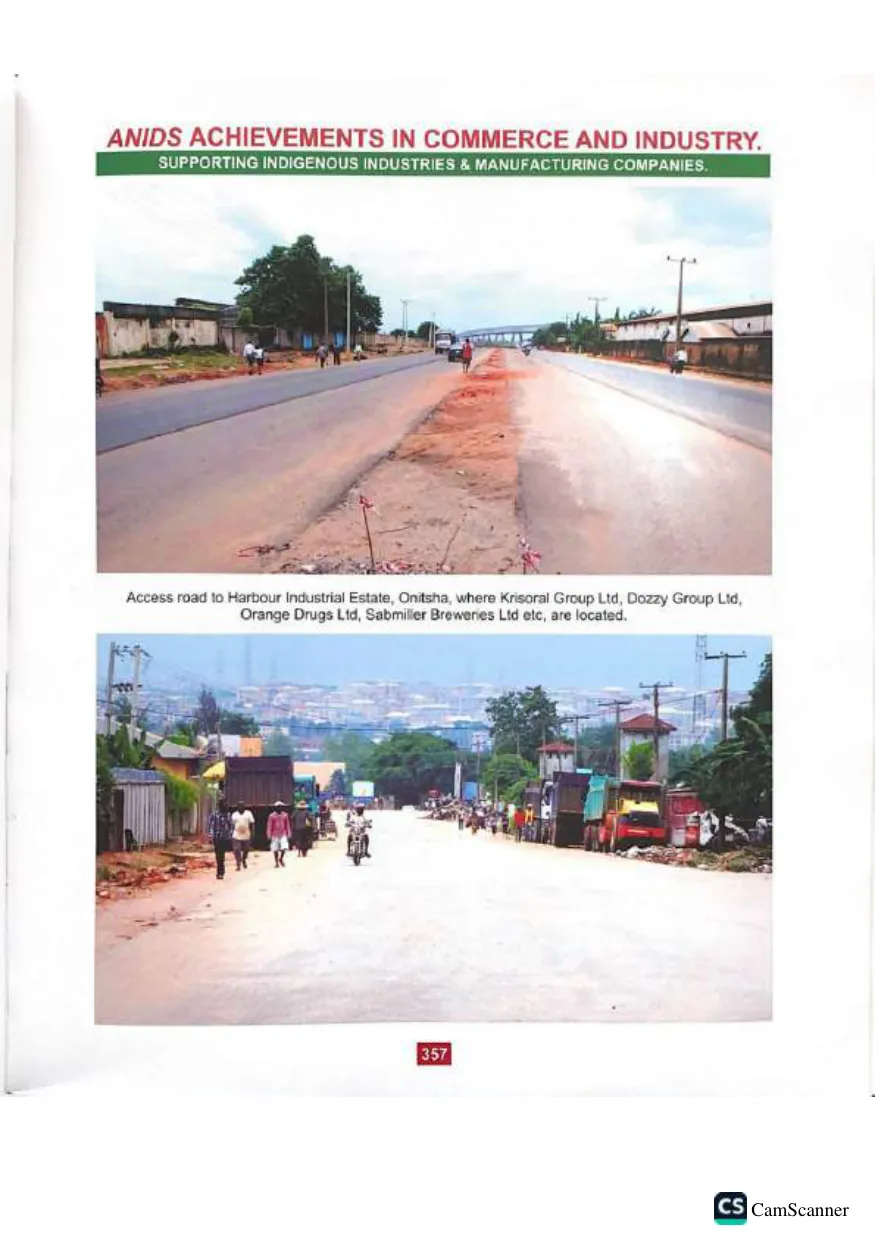 ANIDS ACHIEVEMENTS IN COMMERCE AND INDUSTRY.
SUPPORTING INDIGENOUS INDUSTRIES & MANUFACTURING COMPANIES.
Access road to Harbour Industrial Estate, Onitsha, where Krisoral Group Ltd, Dozzy Group Ltd,
Orange Drugs Ltd, Sabmiller Breweries Ltd etc, are located.
357
CS CamScanner